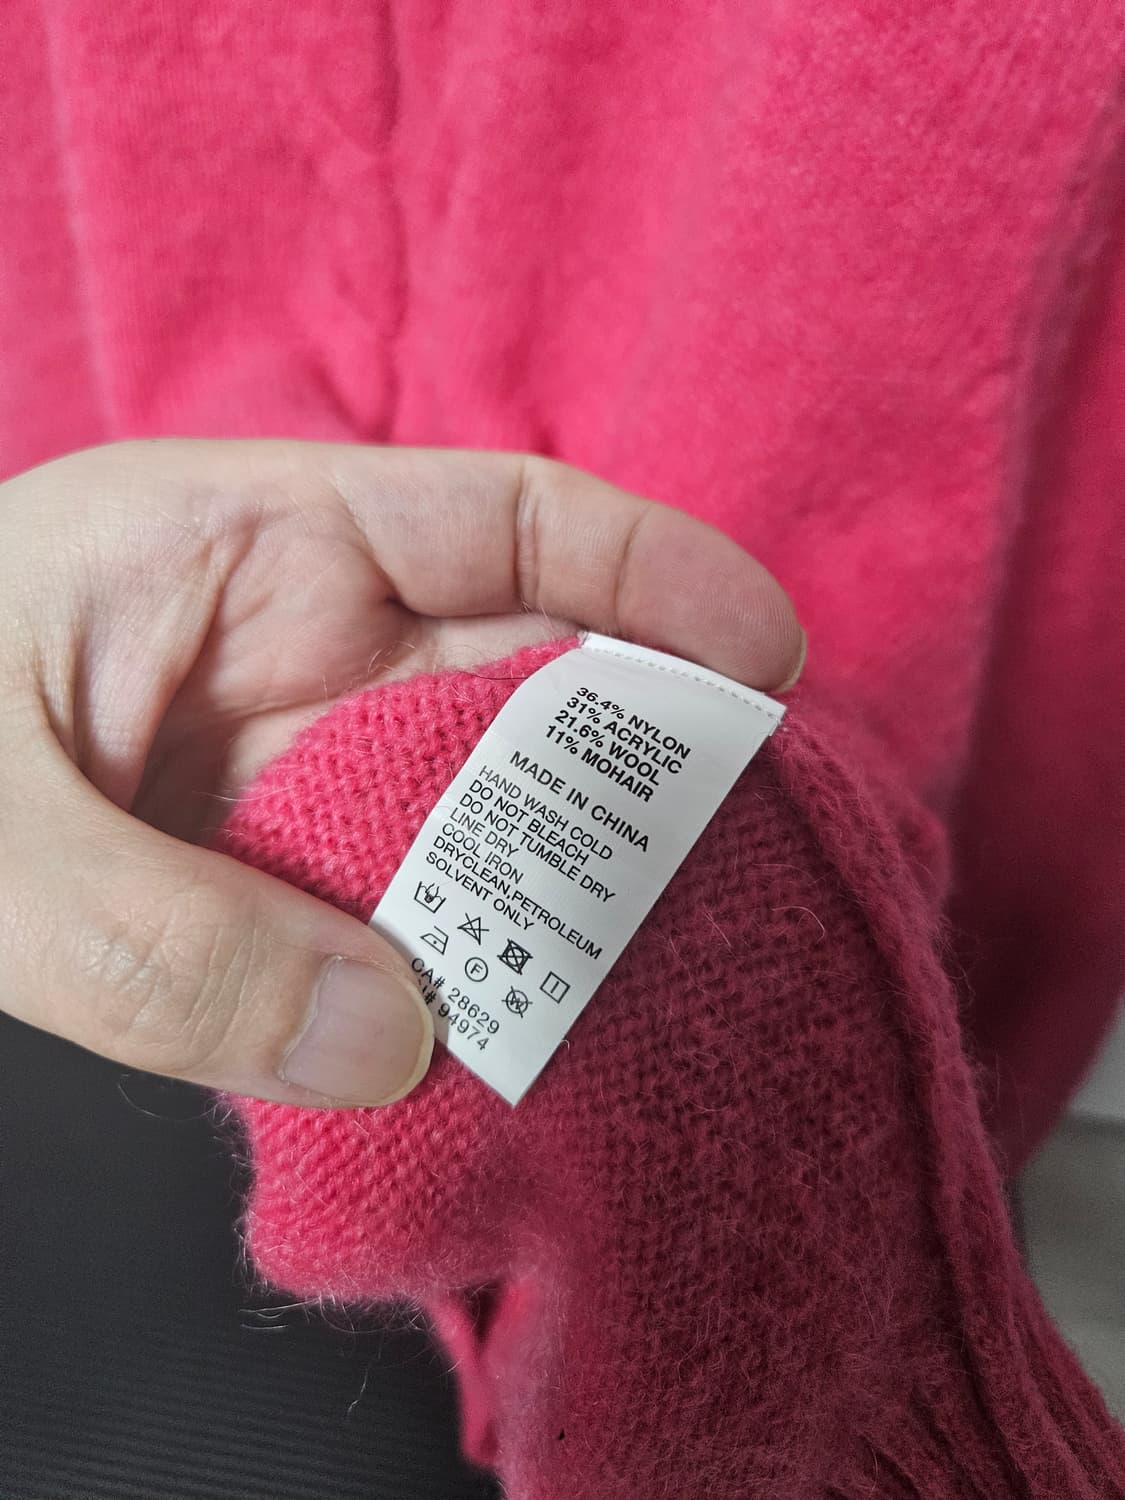 36.4% NYLON
31% ACRYLIC
21.6% WOOL
11% MOHAIR
MADE IN CHINA
HAND WASH COLD
DO NOT BLEACH
DO NOT TUMBLE DRY
LINE DRY
COOL IRON
DRYCLEAN,PETROLEUM
SOLVENT ONLY
F
W
CA# 28629
# 94974